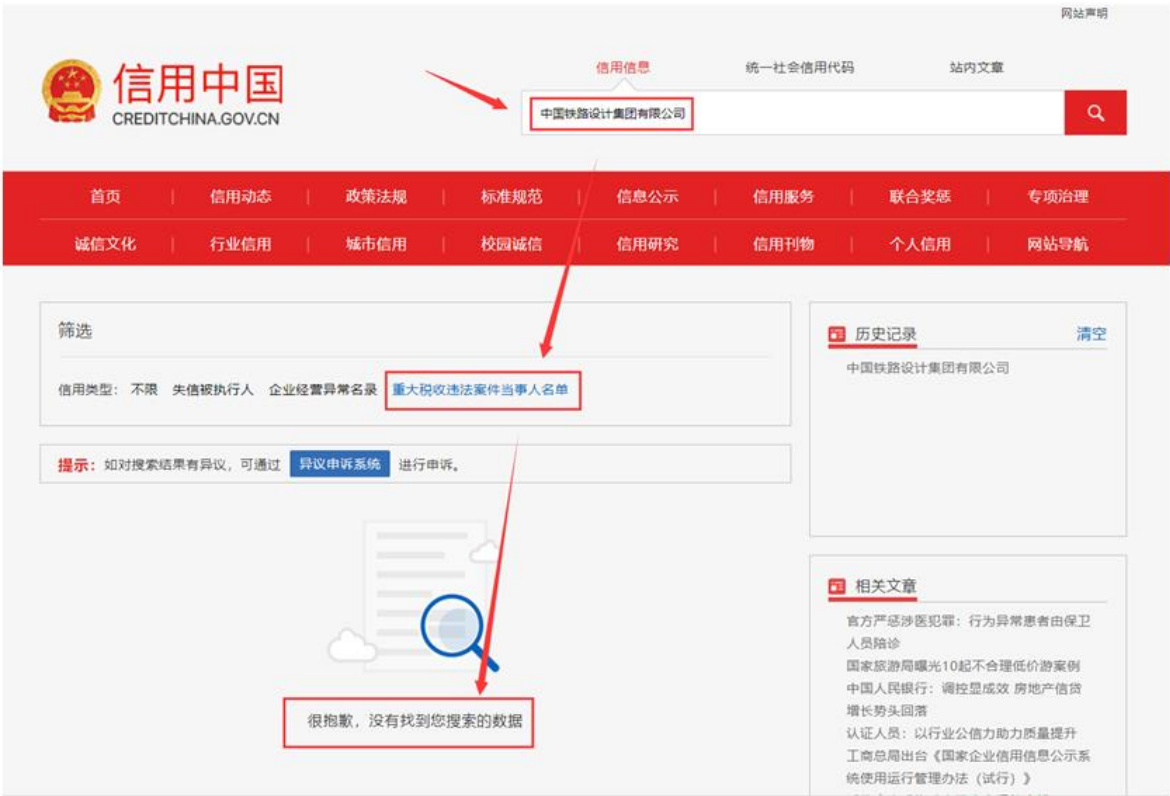 网站声明
信用中国
CREDITCHINA.GOV.CN
信用信息 统一社会信用代码 站内文章
中国铁路设计集团有限公司
首页 信用动态 政策法规 标准规范 信息公示 信用服务 联合奖惩 专项治理
诚信文化 行业信用 城市信用 校园诚信 信用研究 信用刊物 个人信用 网站导航
筛选
信用类型： 不限 失信被执行人 企业经营异常名录 重大税收违法案件当事人名单
提示：如对搜索结果有异议，可通过 异议申诉系统 进行申诉。
很抱歉，没有找到您搜索的数据
历史记录 清空
中国铁路设计集团有限公司
相关文章
官方严惩涉医犯罪：行为异常患者由保卫
人员陪诊
国家旅游局曝光10起不合理低价游案例
中国人民银行：调控显成效 房地产信贷
增长势头回落
认证人员：以行业公信力助力质量提升
工商总局出台《国家企业信用信息公示系
统使用运行管理办法（试行）》